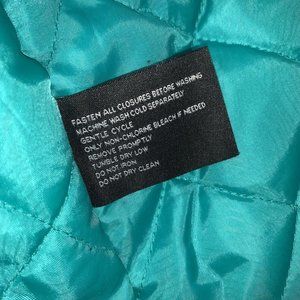 FASTEN ALL CLOSURES BEFORE WASHING
MACHINE WASH COLD SEPARATELY
GENTLE CYCLE
ONLY NON-CHLORINE BLEACH IF NEEDED
REMOVE PROMPTLY
TUMBLE DRY LOW
DO NOT IRON
DO NOT DRY CLEAN